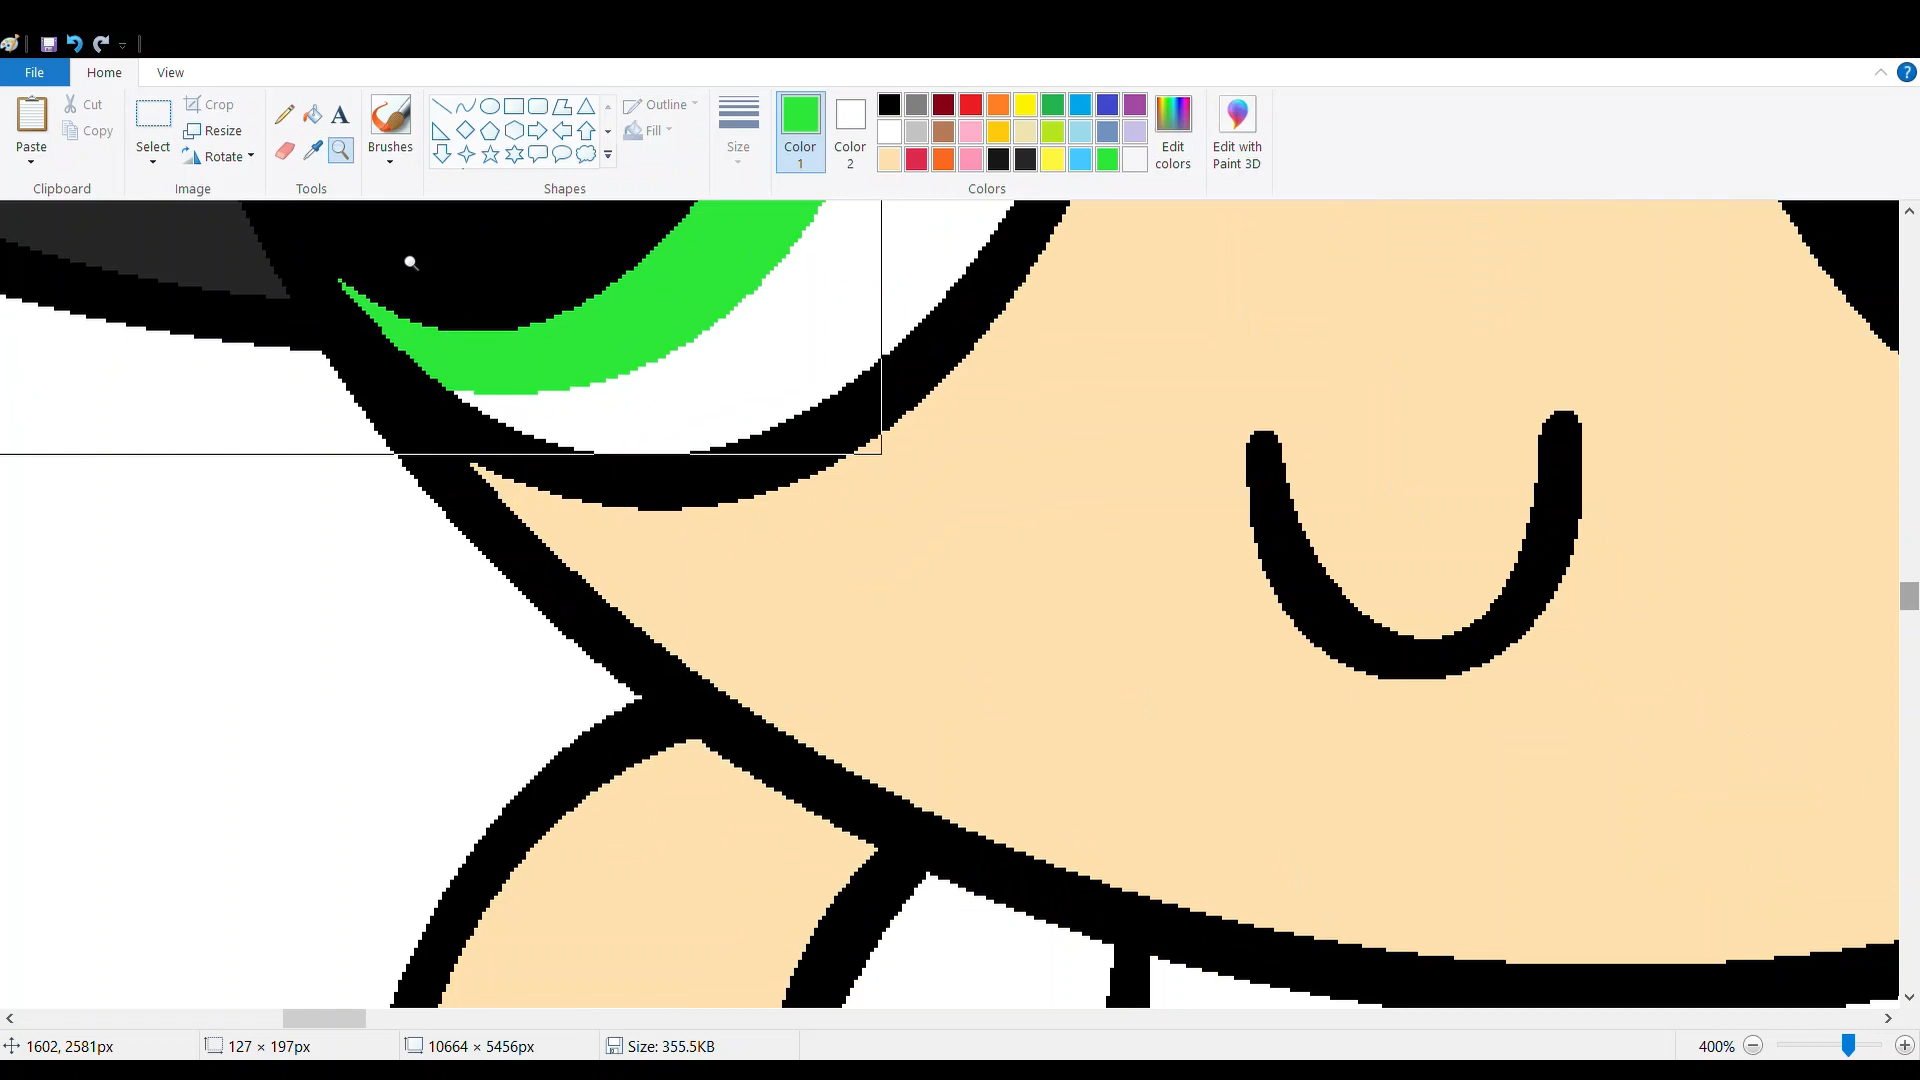 File Home View
?
Paste
Cut
Copy
Clipboard
Select
Crop
Resize
Rotate
Image
A
Tools
Brushes
Outline
Fill
Shapes
Size
Color
1
Color
2
Edit
colors
Colors
Edit with
Paint 3D
1602, 2581px
127 × 197px
10664 × 5456px
Size: 355.5KB
400%